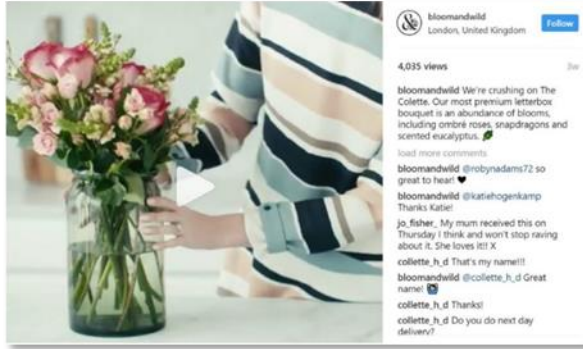 bloomandwild
London, United Kingdom
Follow
4,035 views
3w
bloomandwild We're crushing on The
Colette. Our most premium letterbox
bouquet is an abundance of blooms,
including ombré roses, snapdragons and
scented eucalyptus.
load more comments
bloomandwild @robynadams72 so
great to hear!
bloomandwild @katiehogenkamp
Thanks Katie!
jo_fisher_ My mum received this on
Thursday I think and won't stop raving
about it. She loves it!! X
collette_h_d That's my name!!!
bloomandwild @collette_h_d Great
name!
collette_h_d Thanks!
collette_h_d Do you do next day
delivery?